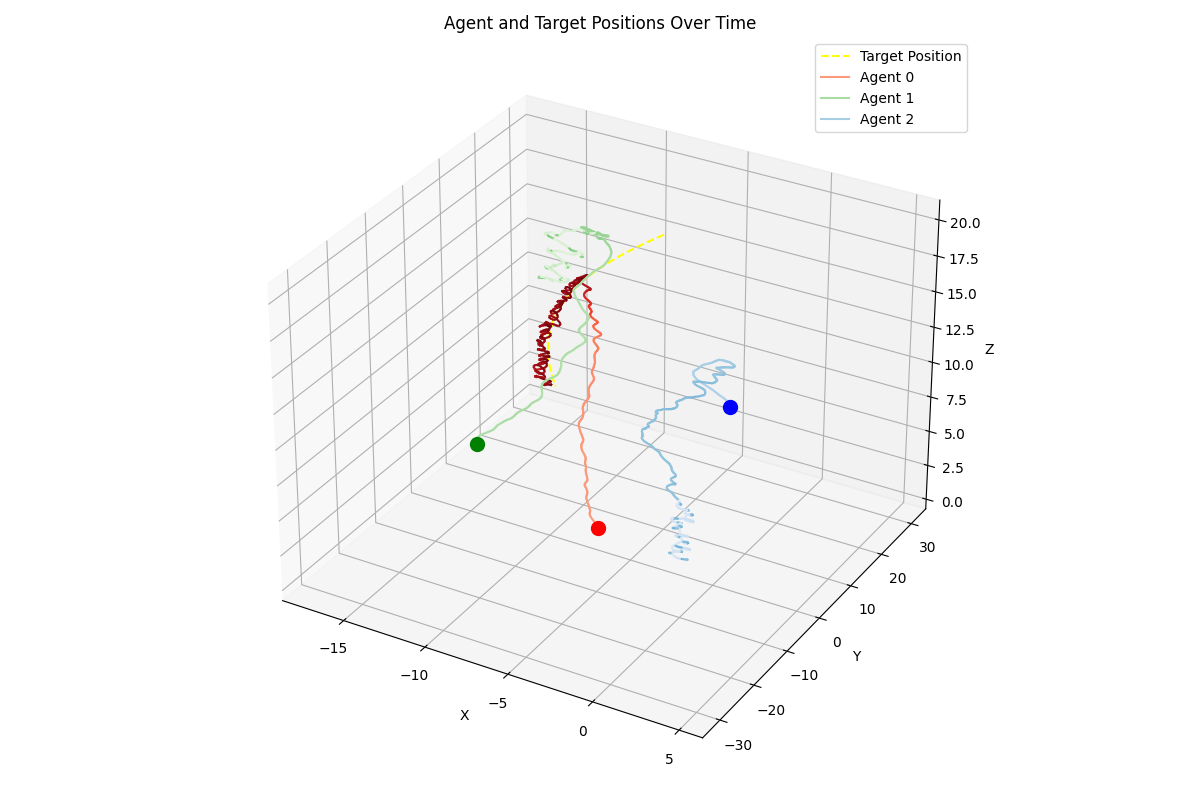 Agent and Target Positions Over Time
Target Position
Agent 0
Agent 1
Agent 2
20.0
17.5
15.0
12.5
Z
10.0
7.5
5.0
2.5
0.0
30
20
10
0
Y
−10
−20
−30
−15
−10
−5
X
0
5